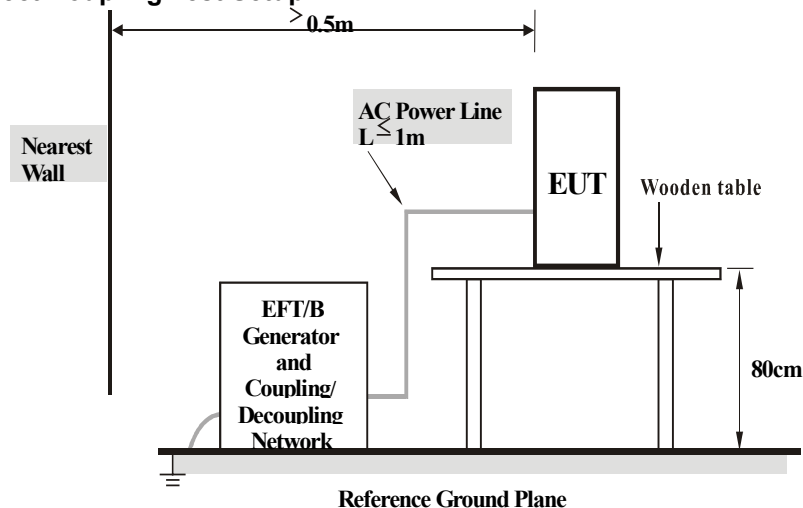 > 0.5m
AC Power Line
L ≤ 1m
Nearest
Wall
EUT
Wooden table
EFT/B
Generator
and
Coupling/
Decoupling
Network
80cm
Reference Ground Plane